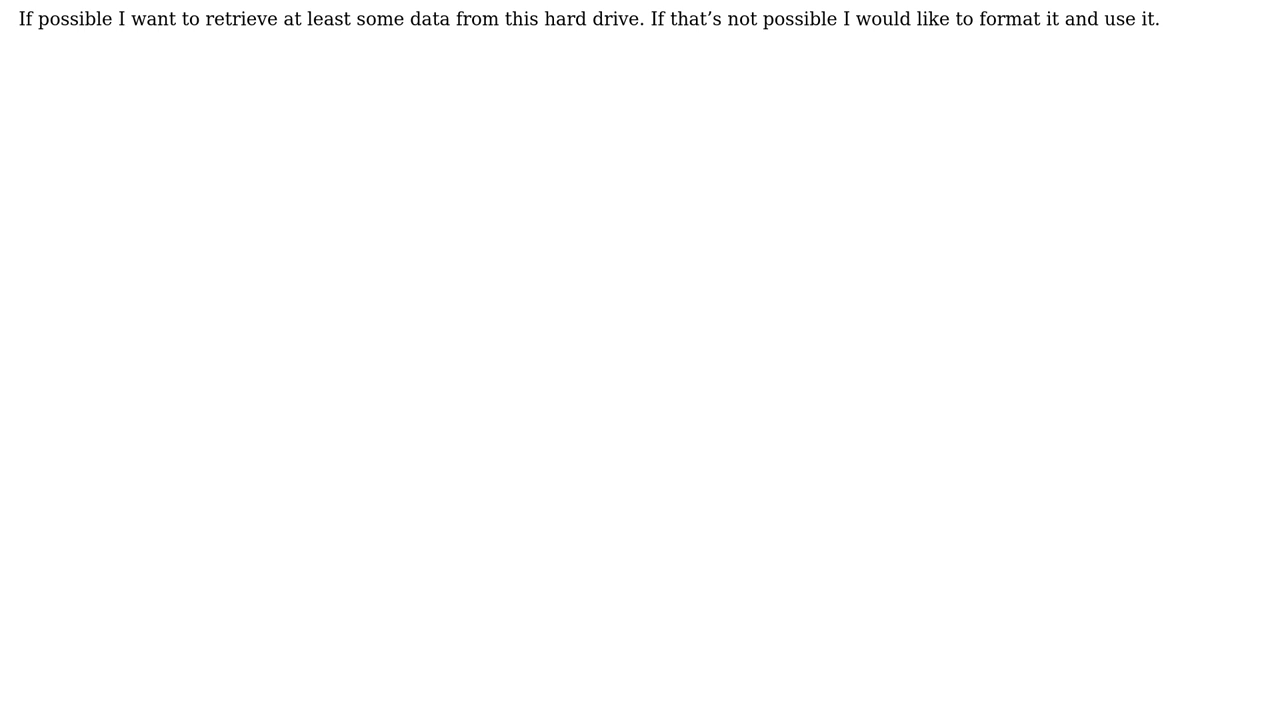 If possible I want to retrieve at least some data from this hard drive. If that’s not possible I would like to format it and use it.